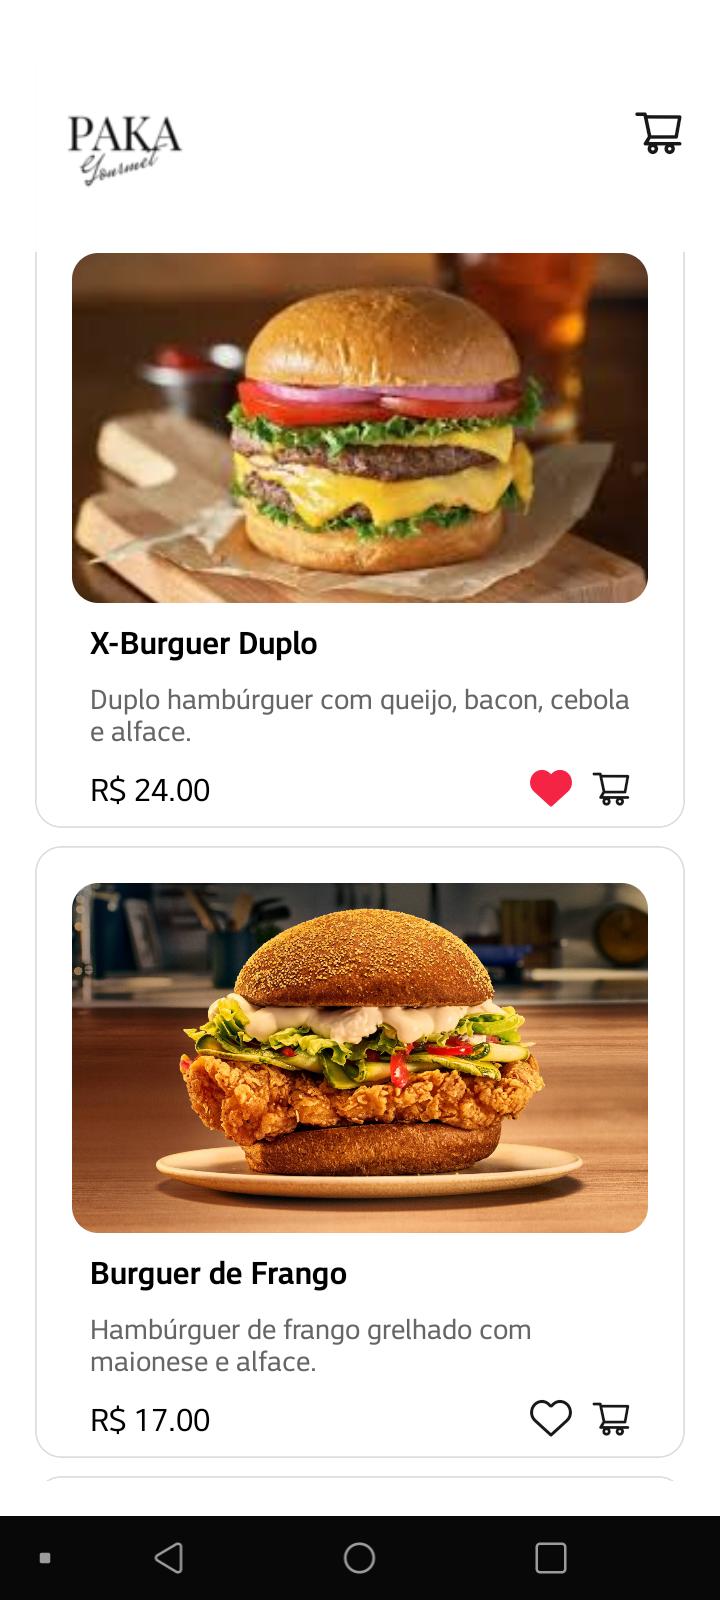 PAKA
Gourmet
X-Burguer Duplo
Duplo hambúrguer com queijo, bacon, cebola
e alface.
R$ 24.00
Burguer de Frango
Hambúrguer de frango grelhado com
maionese e alface.
R$ 17.00